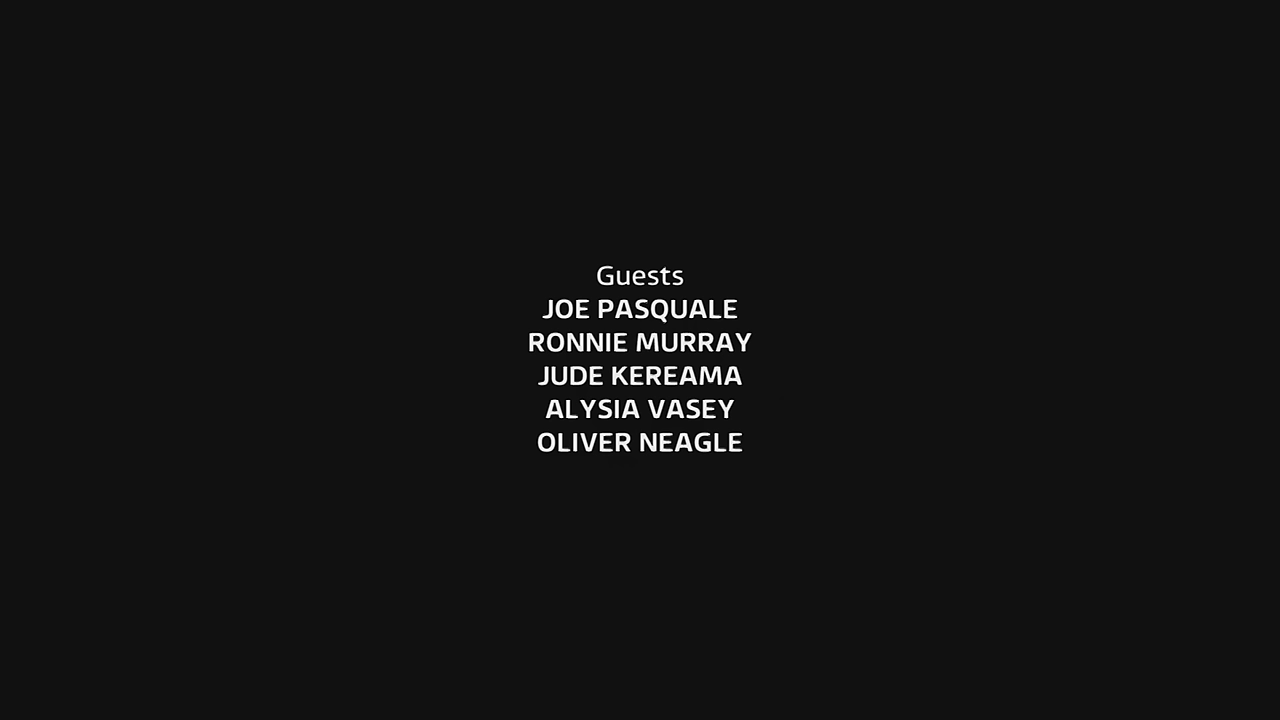 Guests
JOE PASQUALE
RONNIE MURRAY
JUDE KEREAMA
ALYSIA VASEY
OLIVER NEAGLE